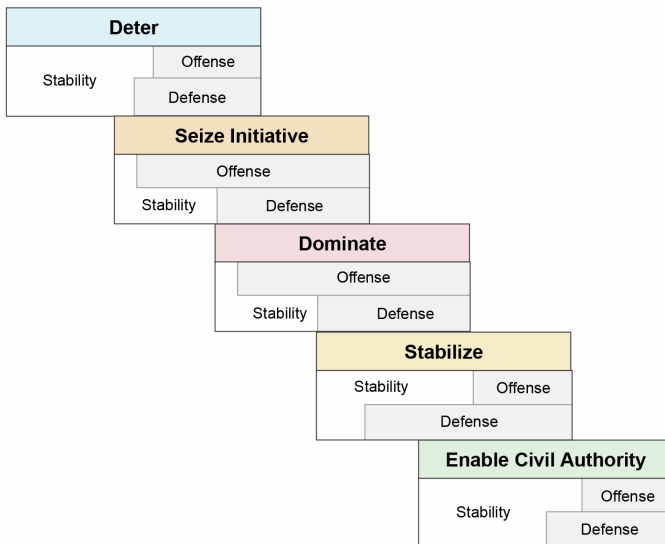 Deter
Offense
Stability
Defense
Seize Initiative
Offense
Stability
Defense
Dominate
Offense
Stability
Defense
Stabilize
Stability
Offense
Defense
Enable Civil Authority
Offense
Stability
Defense